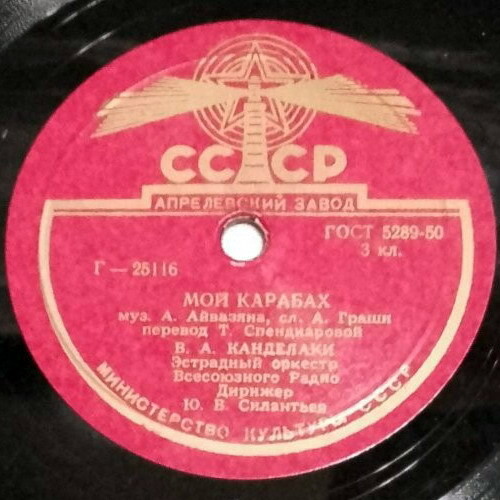 СССР
АПРЕЛЕВСКИЙ ЗАВОД
ГОСТ 5289-50
3 кл.
Г — 25116
МОЙ КАРАБАХ
муз. А. Айвазяна, сл. А. Граши
перевод Т. Спендиаровой
В. А. КАНДЕЛАКИ
Эстрадный оркестр
Всесоюзного Радио
Дирижер
Ю. В. Силантьев
МИНИСТЕРСТВО КУЛЬТУРЫ СССР